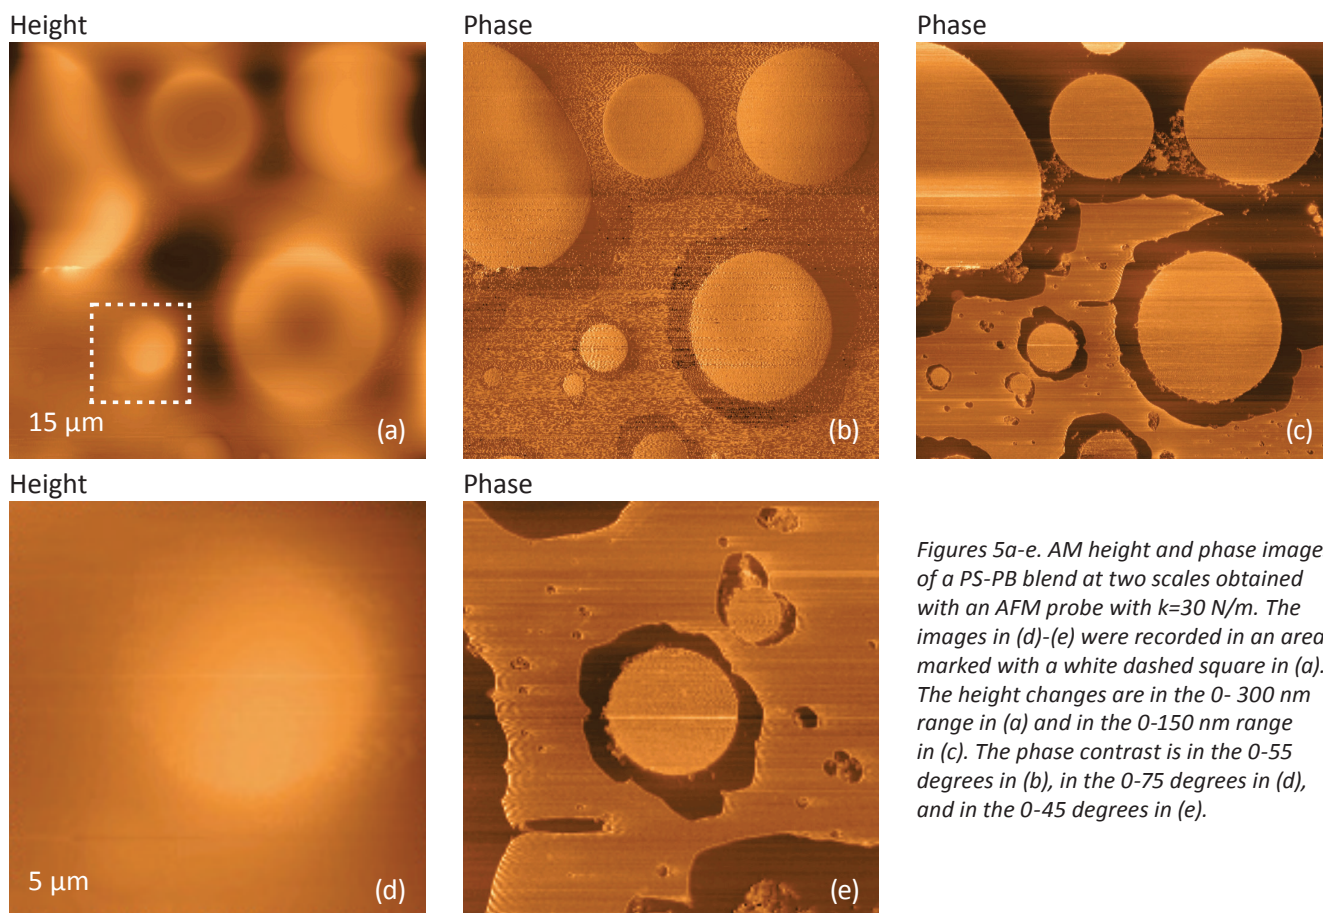 Height
Phase
Phase
15 µm
(a)
(b)
(c)
Height
Phase
5 µm
(d)
(e)
Figures 5a-e. AM height and phase image
of a PS-PB blend at two scales obtained
with an AFM probe with k=30 N/m. The
images in (d)-(e) were recorded in an area
marked with a white dashed square in (a).
The height changes are in the 0- 300 nm
range in (a) and in the 0-150 nm range
in (c). The phase contrast is in the 0-55
degrees in (b), in the 0-75 degrees in (d),
and in the 0-45 degrees in (e).